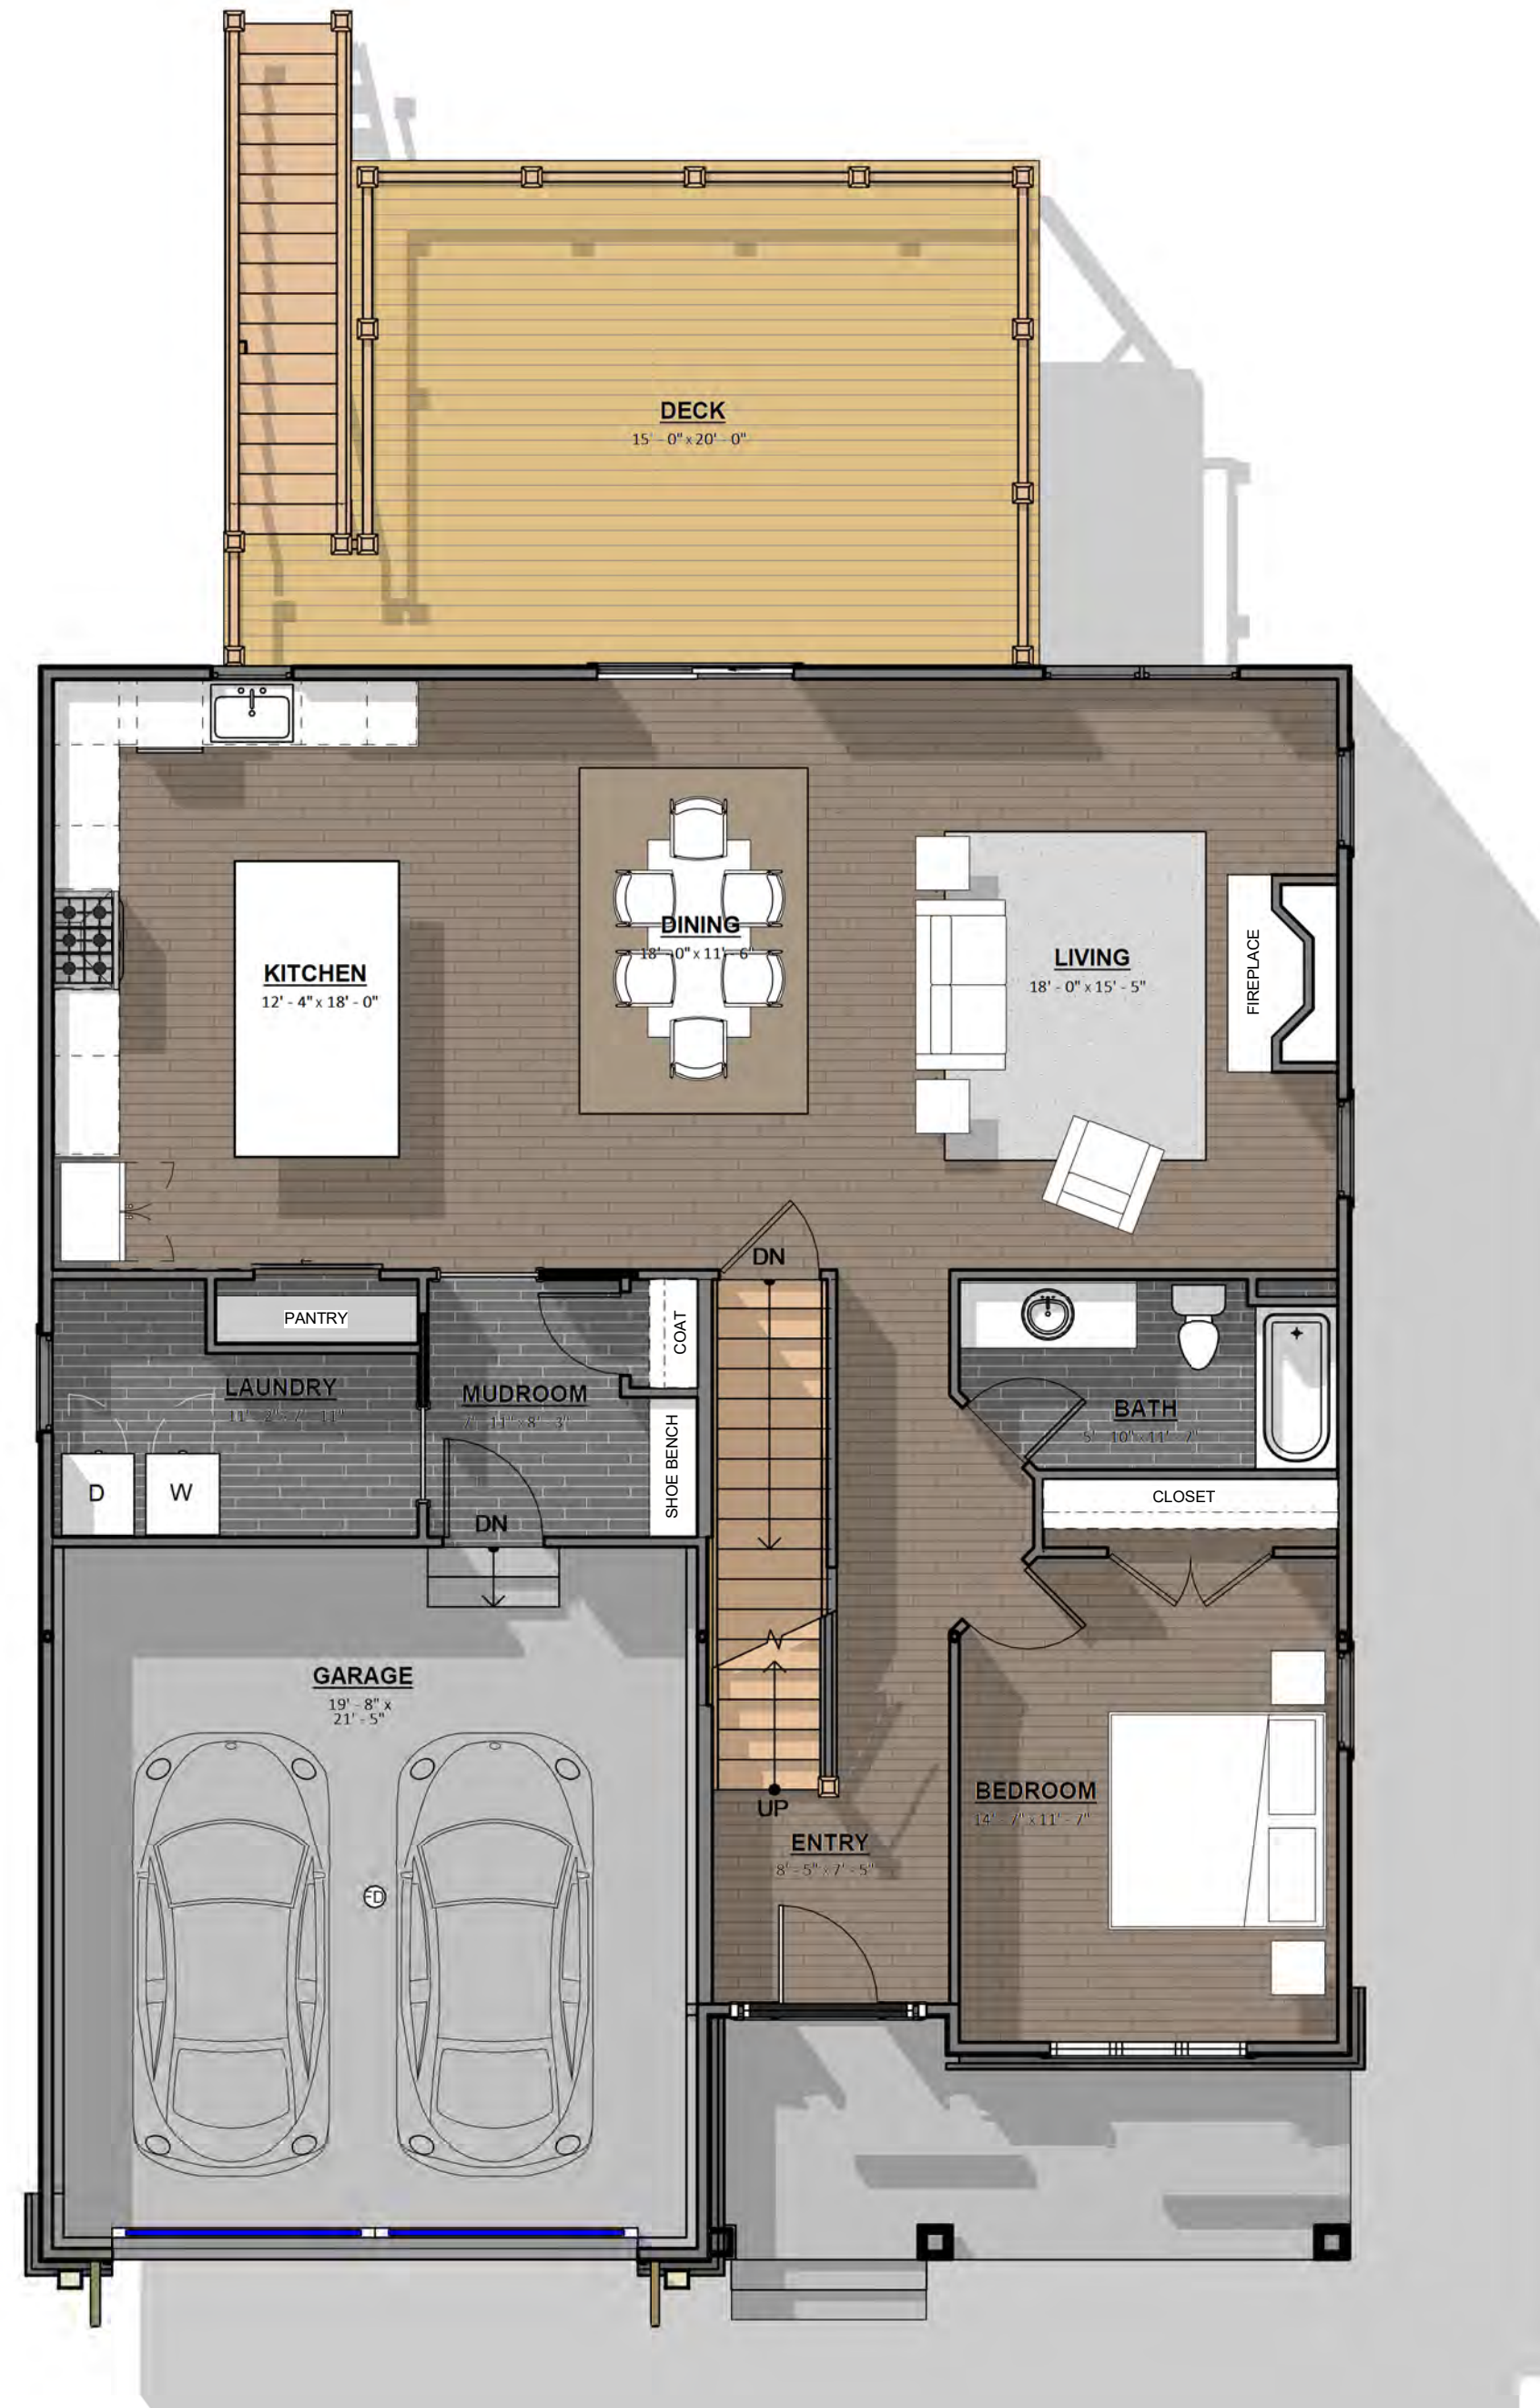 DECK
15' - 0" x 20' - 0"
DINING
18' - 0" x 11' - 6"
KITCHEN
12' - 4" x 18' - 0"
LIVING
18' - 0" x 15' - 5"
FIREPLACE
DN
PANTRY
COAT
LAUNDRY
11' - 2" x 7' - 11"
MUDROOM
7' - 11" x 8' - 3"
BATH
5' - 10" x 11' - 7"
SHOE BENCH
CLOSET
D
W
DN
GARAGE
19' - 8" x
21' - 5"
BEDROOM
14' - 7" x 11' - 7"
UP
ENTRY
8' - 5" x 7' - 5"
FD